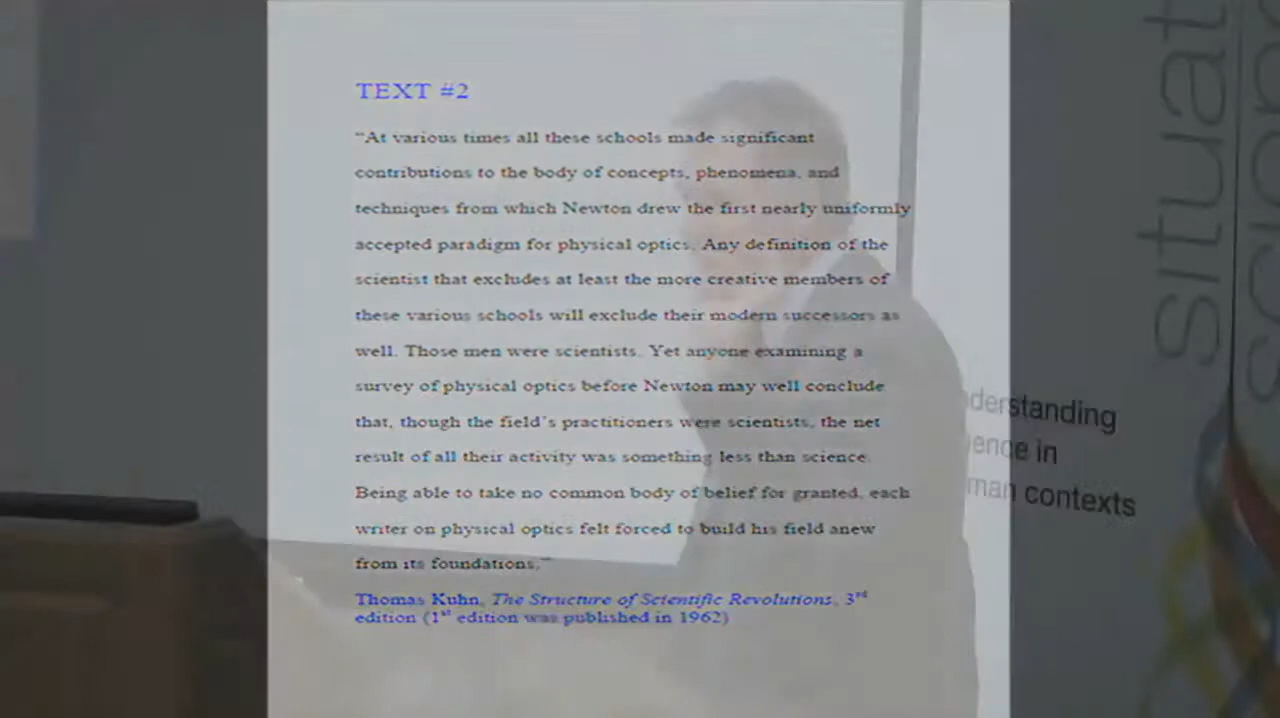 TEXT #2
“At various times all these schools made significant
contributions to the body of concepts, phenomena, and
techniques from which Newton drew the first nearly uniformly
accepted paradigm for physical optics. Any definition of the
scientist that excludes at least the more creative members of
these various schools will exclude their modern successors as
well. Those men were scientists. Yet anyone examining a
survey of physical optics before Newton may well conclude
that, though the field’s practitioners were scientists, the net
result of all their activity was something less than science.
Being able to take no common body of belief for granted, each
writer on physical optics felt forced to build his field anew
from its foundations.”
Thomas Kuhn, The Structure of Scientific Revolutions, 3rd
edition (1st edition was published in 1962)
situat
scienc
derstanding
ence in
man contexts